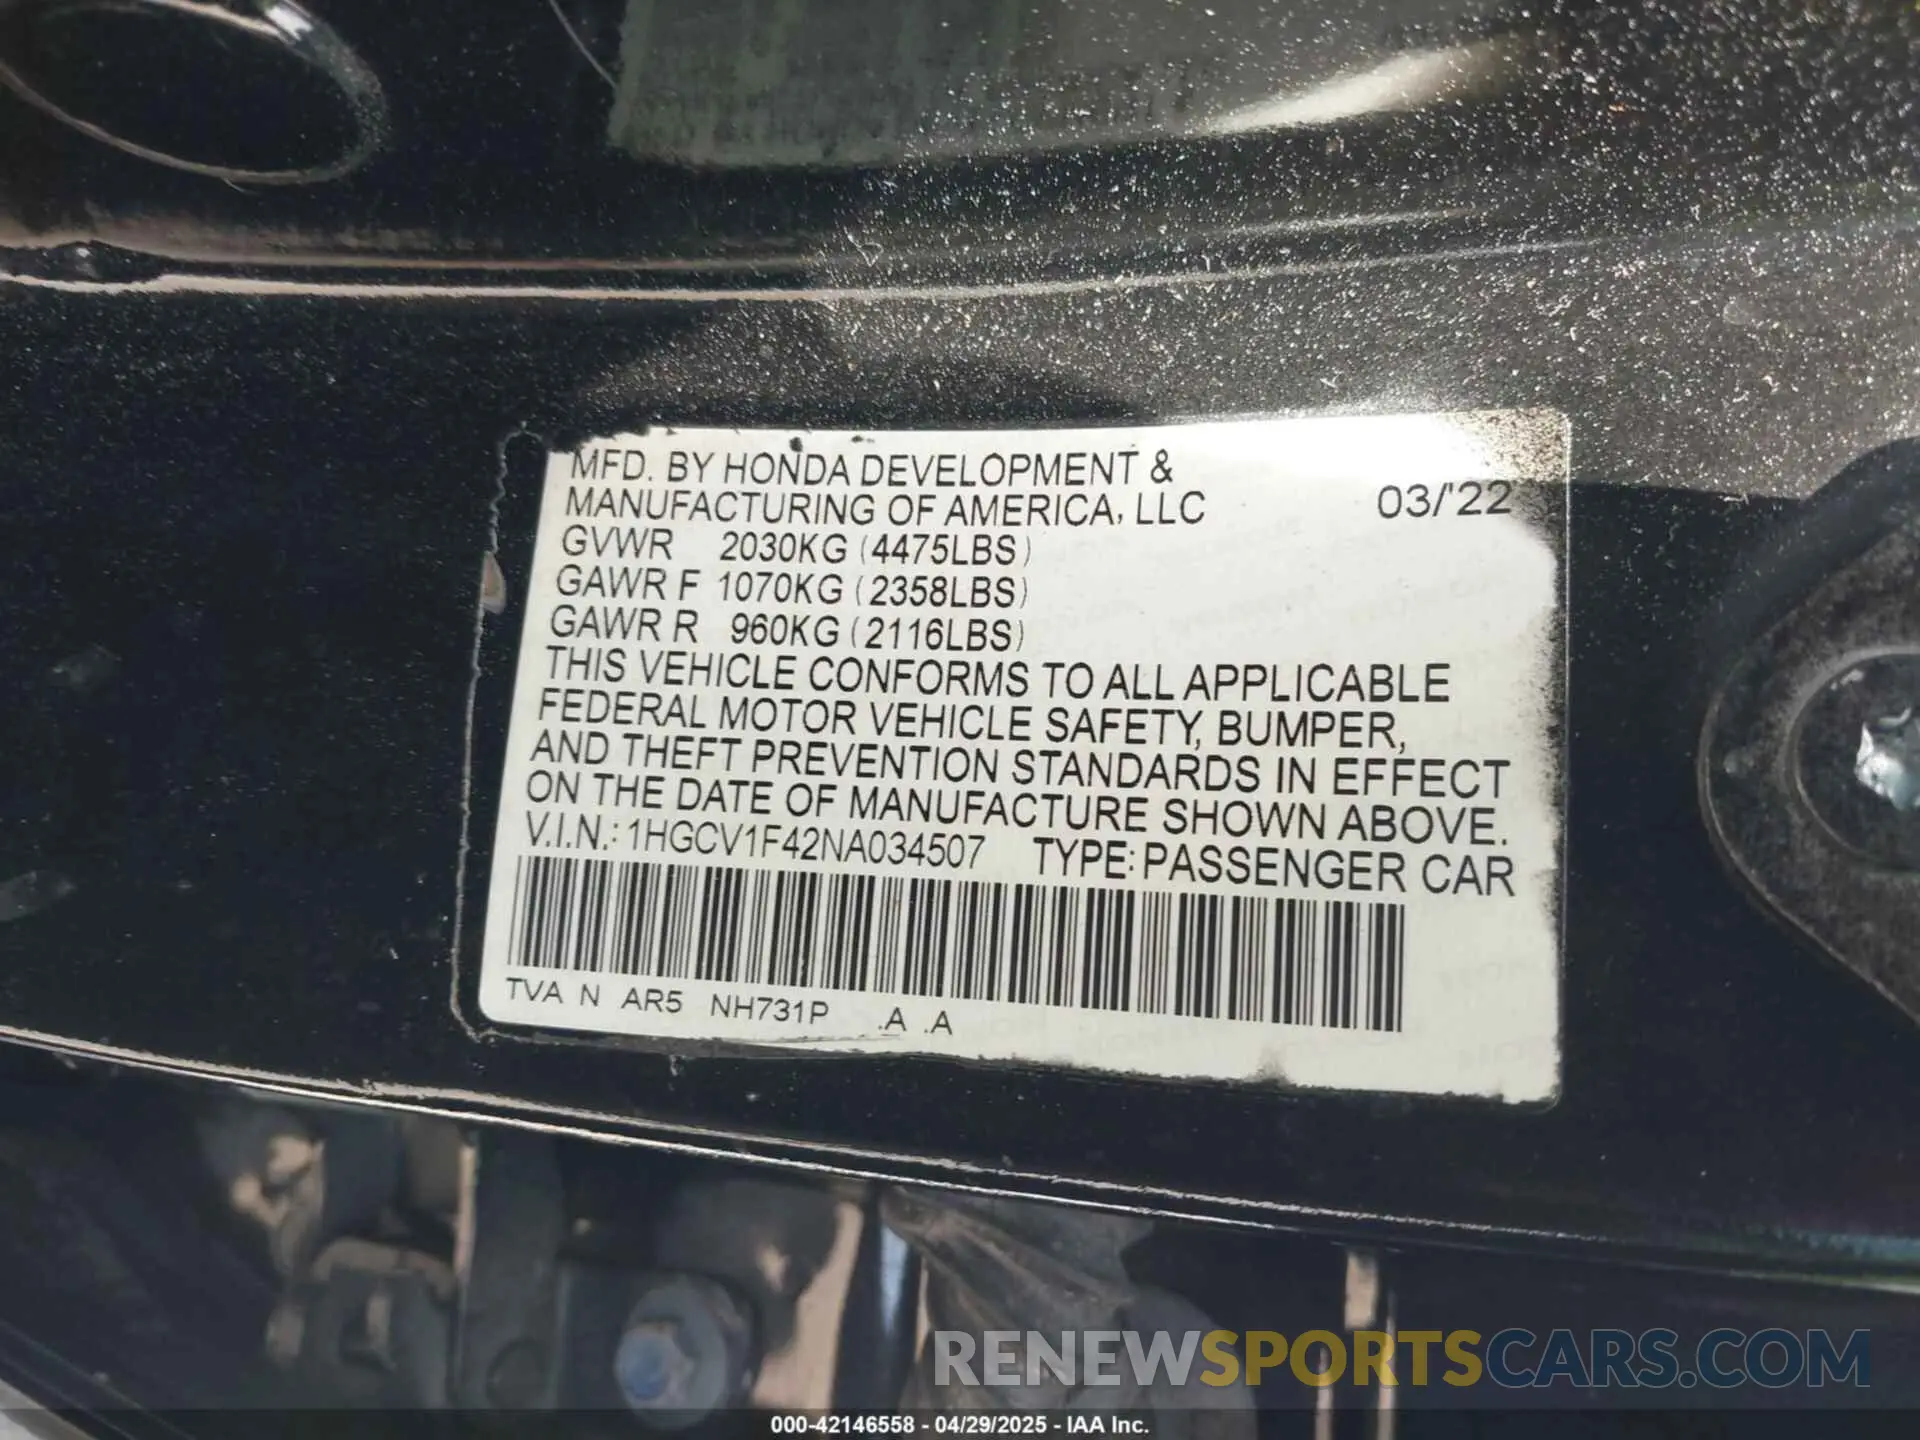 MFD. BY HONDA DEVELOPMENT &
MANUFACTURING OF AMERICA, LLC 03/'22
GVWR 2030KG (4475LBS)
GAWR F 1070KG (2358LBS)
GAWR R 960KG (2116LBS)
THIS VEHICLE CONFORMS TO ALL APPLICABLE
FEDERAL MOTOR VEHICLE SAFETY, BUMPER,
AND THEFT PREVENTION STANDARDS IN EFFECT
ON THE DATE OF MANUFACTURE SHOWN ABOVE.
V.I.N.: 1HGCV1F42NA034507 TYPE: PASSENGER CAR
TVA N AR5 NH731P .A .A
RENEWSPORTSCARS.COM
000-42146558 - 04/29/2025 - IAA Inc.